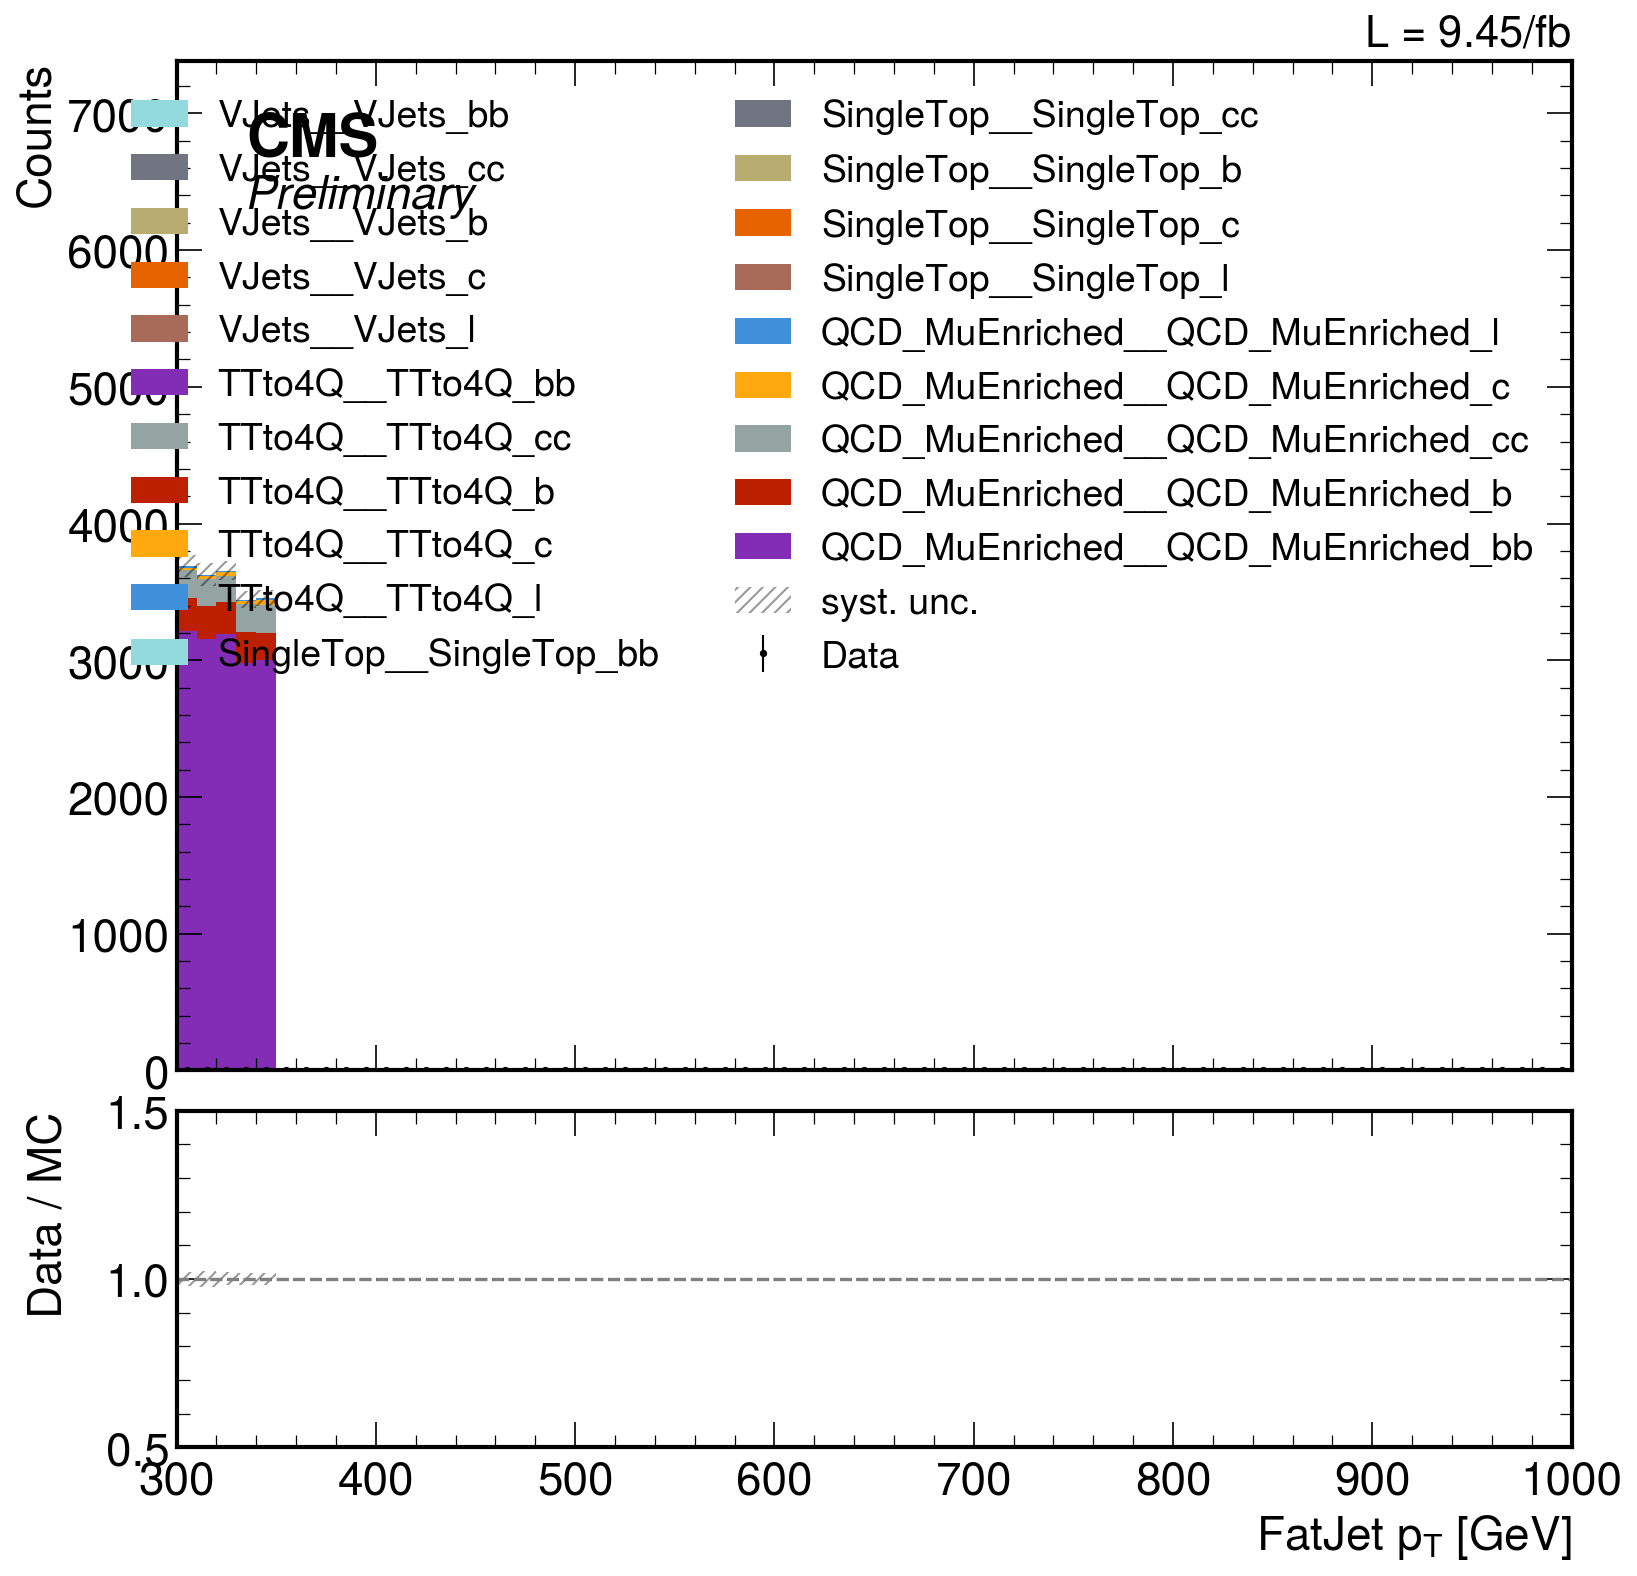 L = 9.45/fb
Counts
CMS
Preliminary
7000
6000
5000
4000
3000
2000
1000
0
VJets__VJets_bb
VJets__VJets_cc
VJets__VJets_b
VJets__VJets_c
VJets__VJets_l
TTto4Q__TTto4Q_bb
TTto4Q__TTto4Q_cc
TTto4Q__TTto4Q_b
TTto4Q__TTto4Q_c
TTto4Q__TTto4Q_l
SingleTop__SingleTop_bb
SingleTop__SingleTop_cc
SingleTop__SingleTop_b
SingleTop__SingleTop_c
SingleTop__SingleTop_l
QCD_MuEnriched__QCD_MuEnriched_l
QCD_MuEnriched__QCD_MuEnriched_c
QCD_MuEnriched__QCD_MuEnriched_cc
QCD_MuEnriched__QCD_MuEnriched_b
QCD_MuEnriched__QCD_MuEnriched_bb
syst. unc.
Data
Data / MC
1.5
1.0
0.5
300 400 500 600 700 800 900 1000
FatJet p_T [GeV]